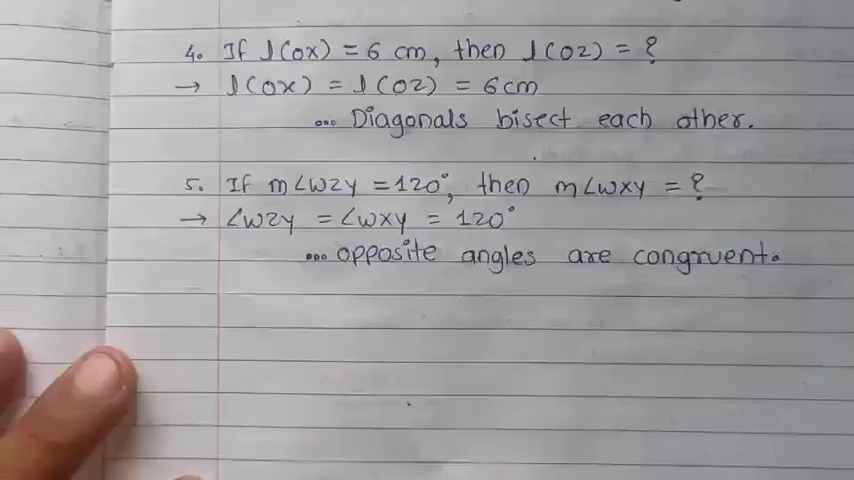 4. If l(OX) = 6 cm, then l(OZ) = ?
→ l(OX) = l(OZ) = 6cm
... Diagonals bisect each other.
5. If m∠WZY = 120°, then m∠WXY = ?
→ ∠WZY = ∠WXY = 120°
... opposite angles are congruent.